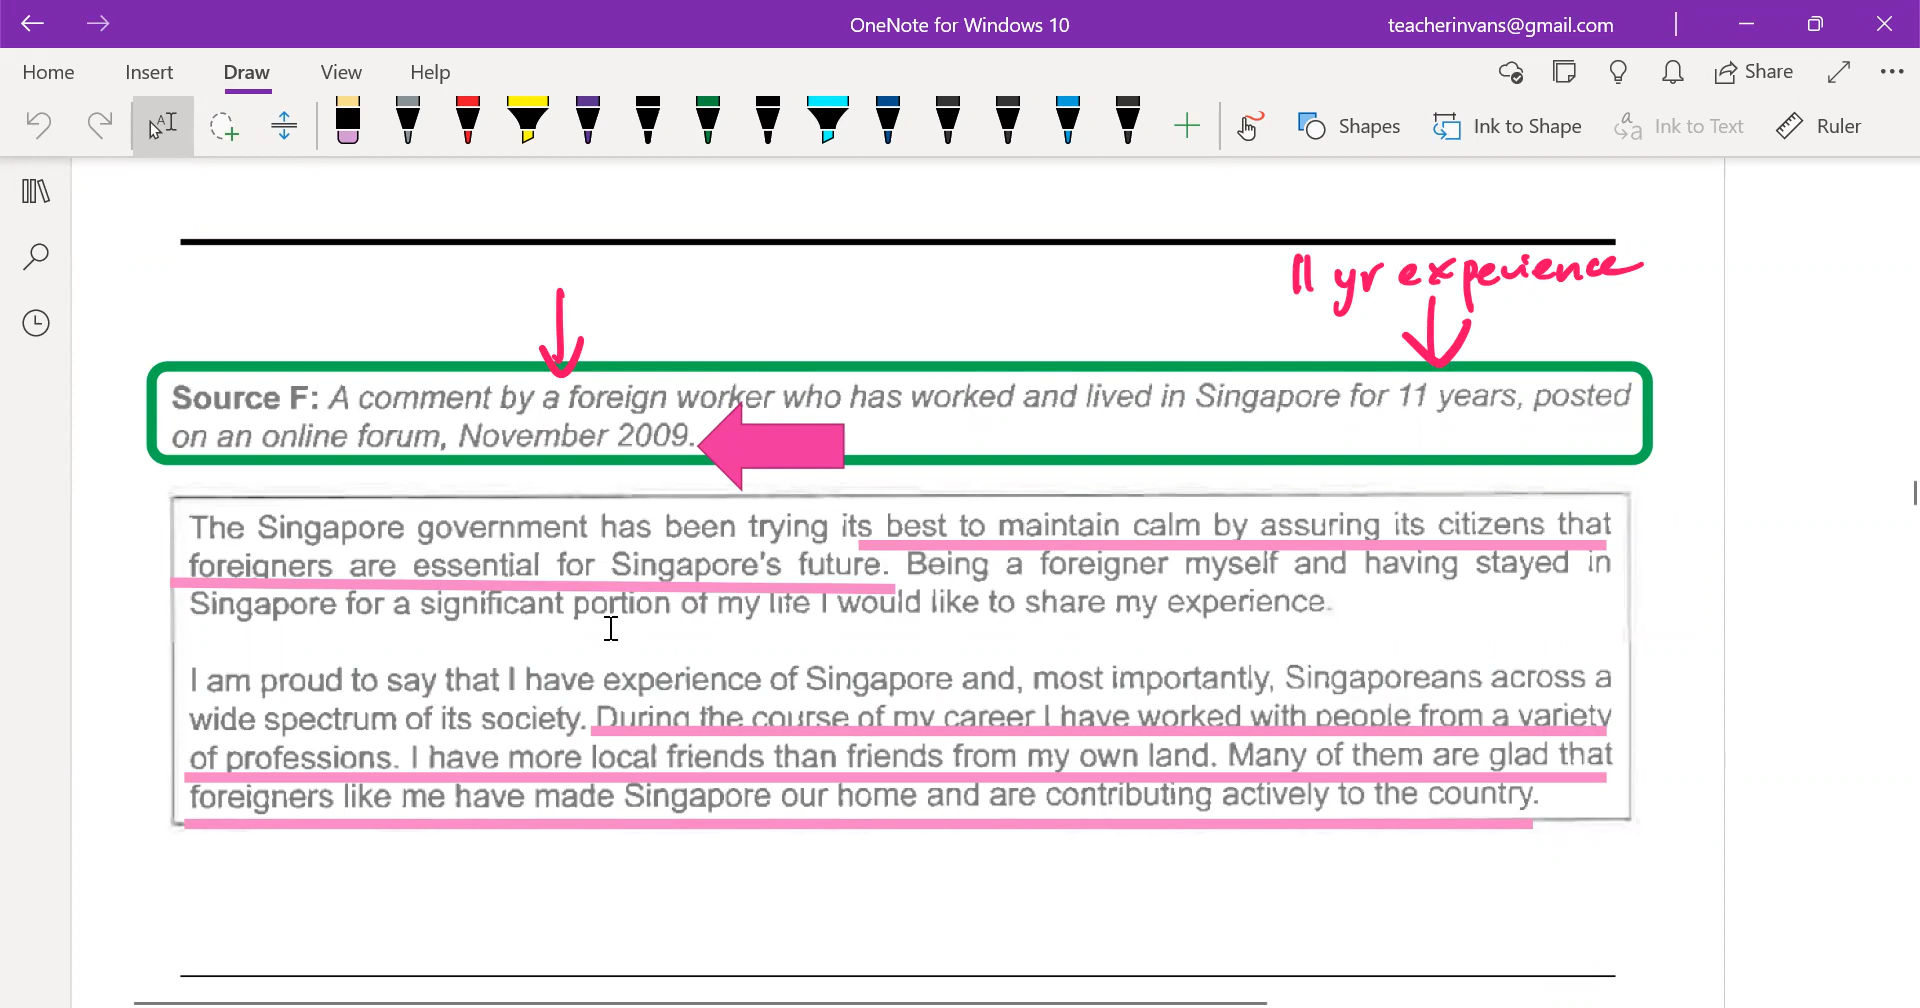 OneNote for Windows 10
teacherinvans@gmail.com
Home Insert Draw View Help
Share
Shapes Ink to Shape Ink to Text Ruler
11 yr experience
Source F: A comment by a foreign worker who has worked and lived in Singapore for 11 years, posted
on an online forum, November 2009.
The Singapore government has been trying its best to maintain calm by assuring its citizens that
foreigners are essential for Singapore's future. Being a foreigner myself and having stayed in
Singapore for a significant portion of my life I would like to share my experience.
I am proud to say that I have experience of Singapore and, most importantly, Singaporeans across a
wide spectrum of its society. During the course of my career I have worked with people from a variety
of professions. I have more local friends than friends from my own land. Many of them are glad that
foreigners like me have made Singapore our home and are contributing actively to the country.